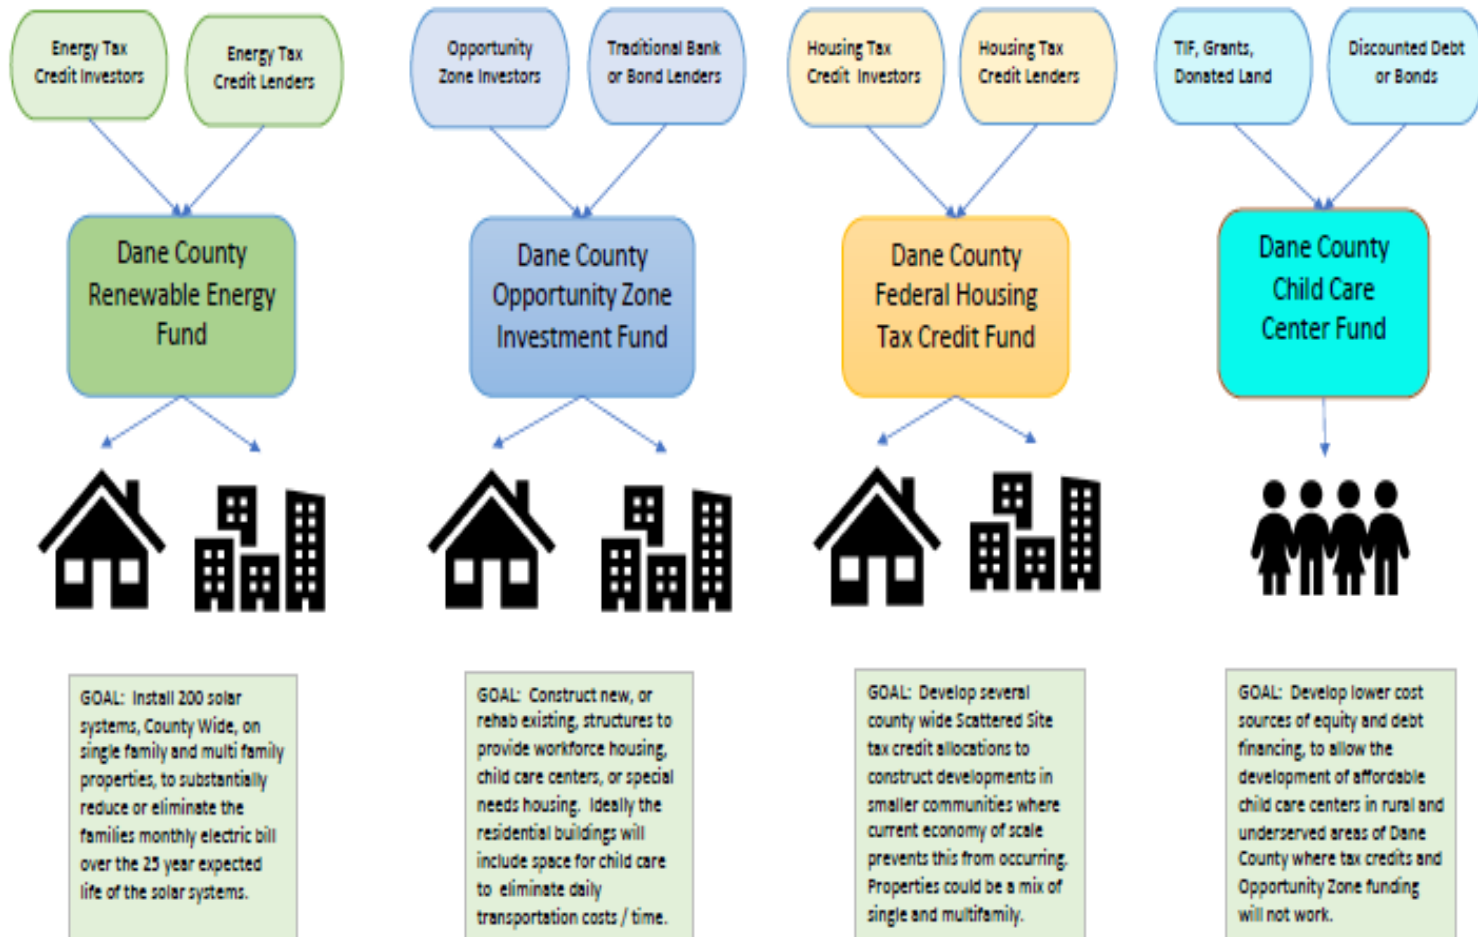 Energy Tax
Credit Investors
Energy Tax
Credit Lenders
Opportunity
Zone Investors
Traditional Bank
or Bond Lenders
Housing Tax
Credit Investors
Housing Tax
Credit Lenders
TIF, Grants,
Donated Land
Discounted Debt
or Bonds
Dane County
Renewable Energy
Fund
Dane County
Opportunity Zone
Investment Fund
Dane County
Federal Housing
Tax Credit Fund
Dane County
Child Care
Center Fund
GOAL: Install 200 solar
systems, County Wide, on
single family and multi family
properties, to substantially
reduce or eliminate the
families monthly electric bill
over the 25 year expected
life of the solar systems.
GOAL: Construct new, or
rehab existing, structures to
provide workforce housing,
child care centers, or special
needs housing. Ideally the
residential buildings will
include space for child care
to eliminate daily
transportation costs / time.
GOAL: Develop several
county wide Scattered Site
tax credit allocations to
construct developments in
smaller communities where
current economy of scale
prevents this from occurring.
Properties could be a mix of
single and multifamily.
GOAL: Develop lower cost
sources of equity and debt
financing, to allow the
development of affordable
child care centers in rural and
underserved areas of Dane
County where tax credits and
Opportunity Zone funding
will not work.